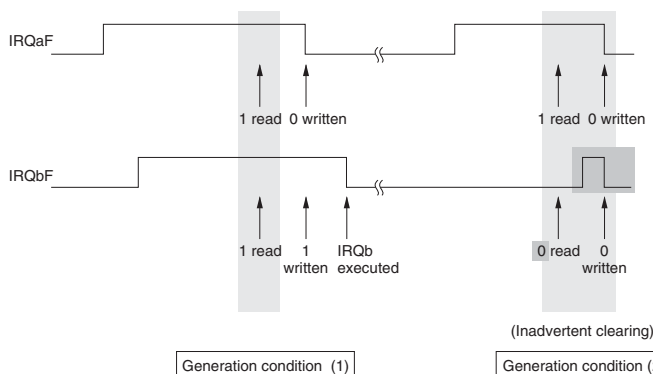 IRQaF
1 read 0 written
1 read 0 written
IRQbF
1 read
1
written
IRQb
executed
0 read
0
written
(Inadvertent clearing)
Generation condition (1)
Generation condition (